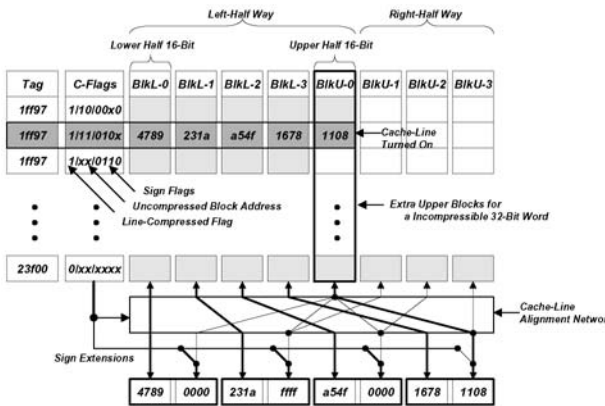 Left-Half Way Right-Half Way
Lower Half 16-Bit Upper Half 16-Bit
Tag C-Flags BlkL-0 BlkL-1 BlkL-2 BlkL-3 BlkU-0 BlkU-1 BlkU-2 BlkU-3
1ff97 1/10/00x0
1ff97 1/11/010x 4789 231a a54f 1678 1108 Cache-Line
Turned On
1ff97 1/xx/0110
Sign Flags
Uncompressed Block Address
Line-Compressed Flag
Extra Upper Blocks for
a Incompressible 32-Bit Word
23f00 0/xx/xxxx
Cache-Line
Alignment Network
Sign Extensions
4789 0000 231a ffff a54f 0000 1678 1108